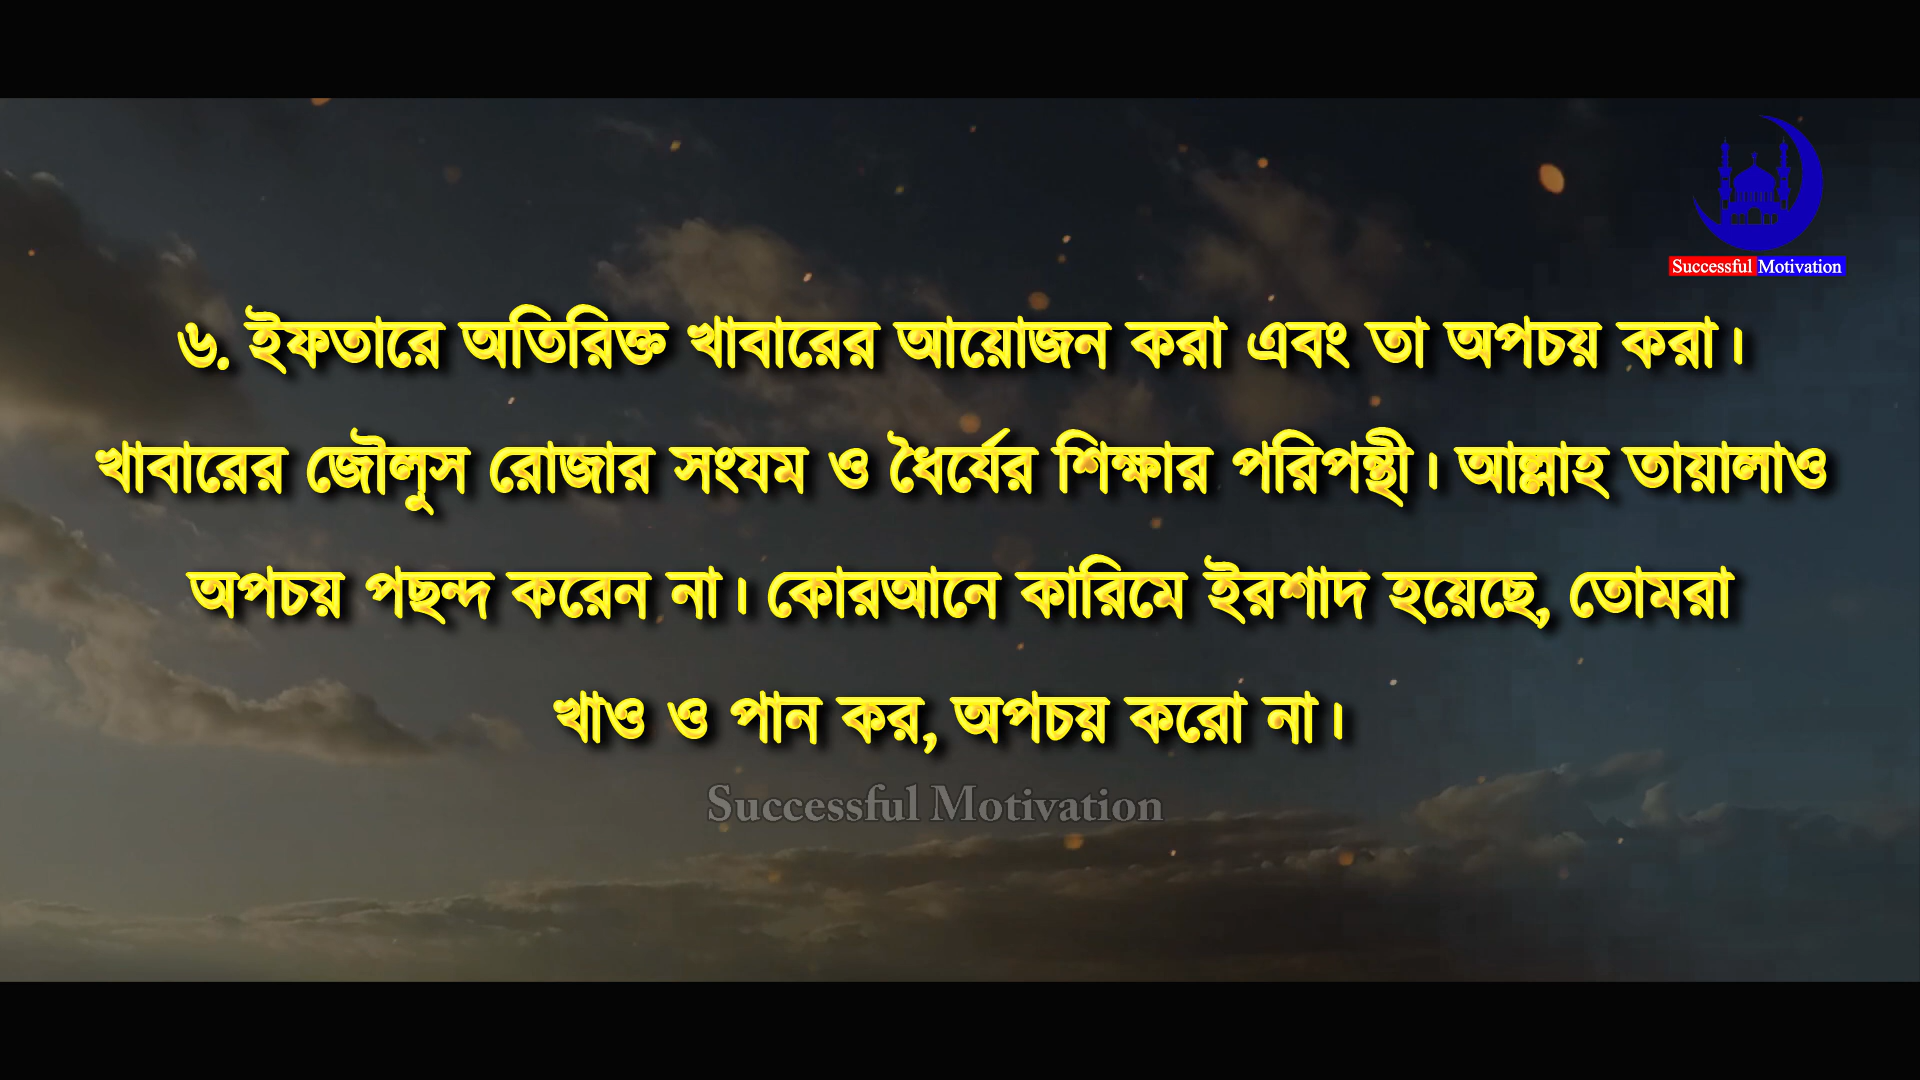 Successful Motivation
৬. ইফতারে অতিরিক্ত খাবারের আয়োজন করা এবং তা অপচয় করা।
খাবারের জৌলুস রোজার সংযম ও ধৈর্যের শিক্ষার পরিপন্থী। আল্লাহ তায়ালাও
অপচয় পছন্দ করেন না। কোরআনে কারিমে ইরশাদ হয়েছে, তোমরা
খাও ও পান কর, অপচয় করো না।
Successful Motivation